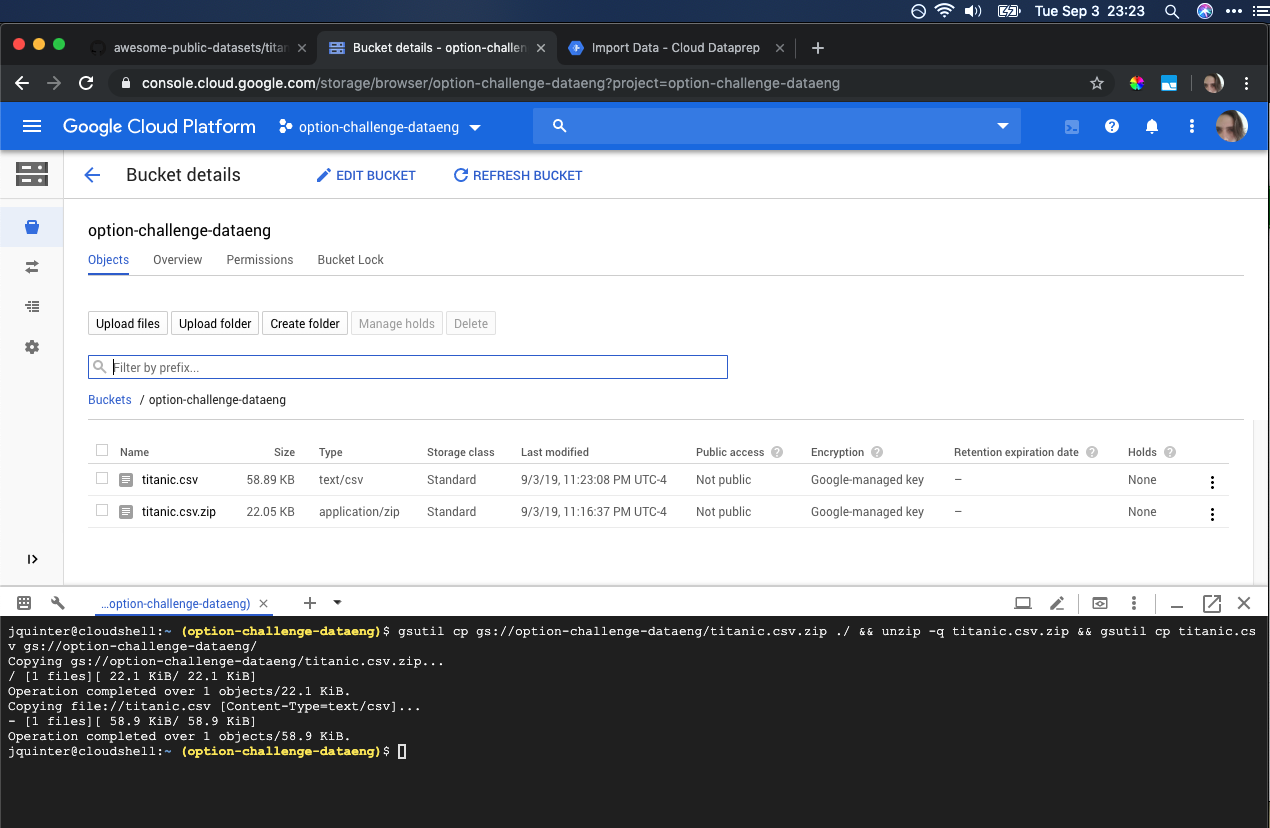 Tue Sep 3 23:23
awesome-public-datasets/titan
Bucket details - option-challen
Import Data - Cloud Dataprep
console.cloud.google.com/storage/browser/option-challenge-dataeng?project=option-challenge-dataeng
Google Cloud Platform
option-challenge-dataeng
Bucket details
EDIT BUCKET
REFRESH BUCKET
option-challenge-dataeng
Objects Overview Permissions Bucket Lock
Upload files Upload folder Create folder Manage holds Delete
Filter by prefix...
Buckets / option-challenge-dataeng
Name Size Type Storage class Last modified Public access Encryption Retention expiration date Holds
titanic.csv 58.89 KB text/csv Standard 9/3/19, 11:23:08 PM UTC-4 Not public Google-managed key – None
titanic.csv.zip 22.05 KB application/zip Standard 9/3/19, 11:16:37 PM UTC-4 Not public Google-managed key – None
...option-challenge-dataeng)
jquinter@cloudshell:~ (option-challenge-dataeng)$ gsutil cp gs://option-challenge-dataeng/titanic.csv.zip ./ && unzip -q titanic.csv.zip && gsutil cp titanic.cs
v gs://option-challenge-dataeng/
Copying gs://option-challenge-dataeng/titanic.csv.zip...
/ [1 files][ 22.1 KiB/ 22.1 KiB]
Operation completed over 1 objects/22.1 KiB.
Copying file://titanic.csv [Content-Type=text/csv]...
- [1 files][ 58.9 KiB/ 58.9 KiB]
Operation completed over 1 objects/58.9 KiB.
jquinter@cloudshell:~ (option-challenge-dataeng)$